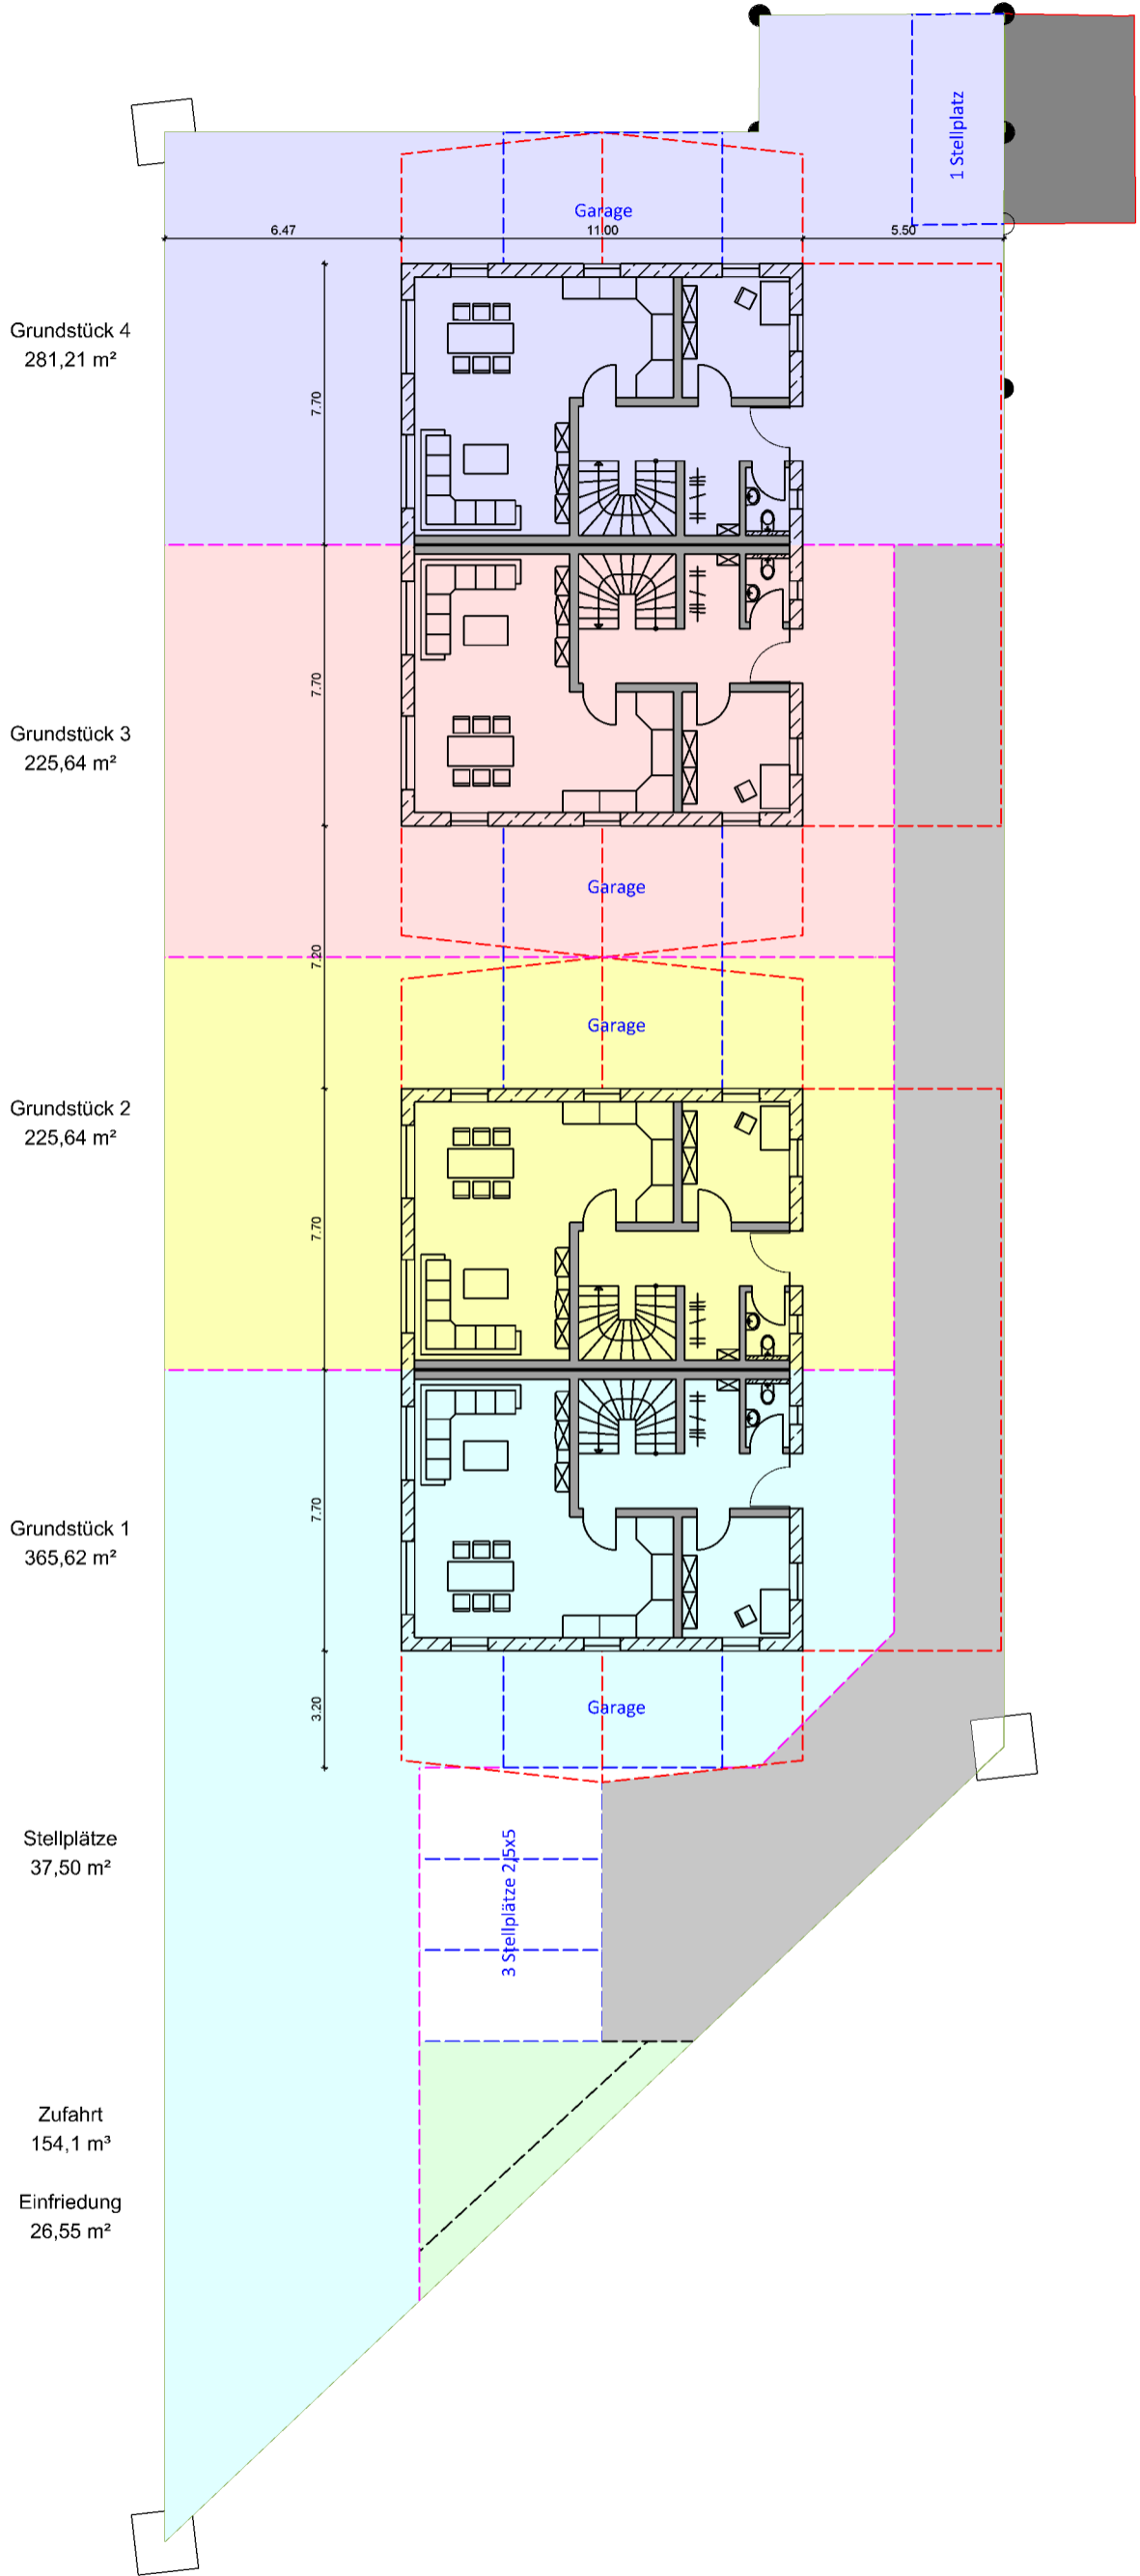 1 Stellplatz
Garage
6.47
11.00
5.50
Grundstück 4
281,21 m²
7.70
7.70
Grundstück 3
225,64 m²
Garage
7.20
Garage
Grundstück 2
225,64 m²
7.70
Grundstück 1
365,62 m²
7.70
3.20
Garage
Stellplätze
37,50 m²
3 Stellplätze 2,5x5
Zufahrt
154,1 m³
Einfriedung
26,55 m²